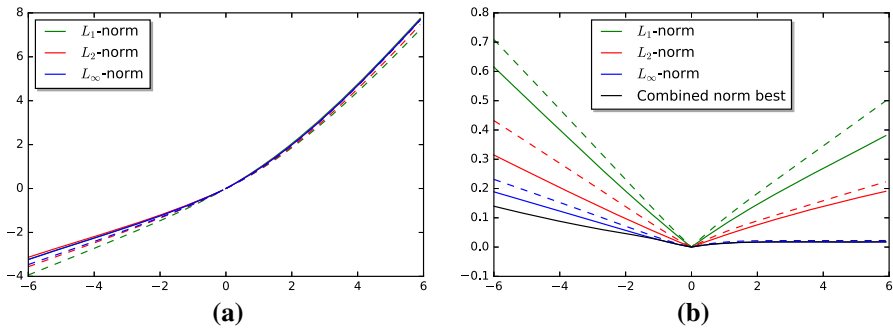 8
6
4
2
0
−2
−4
−6 −4 −2 0 2 4 6
L₁-norm
L₂-norm
L∞-norm
(a)
0.8
0.7
0.6
0.5
0.4
0.3
0.2
0.1
0.0
−0.1
−6 −4 −2 0 2 4 6
L₁-norm
L₂-norm
L∞-norm
Combined norm best
(b)